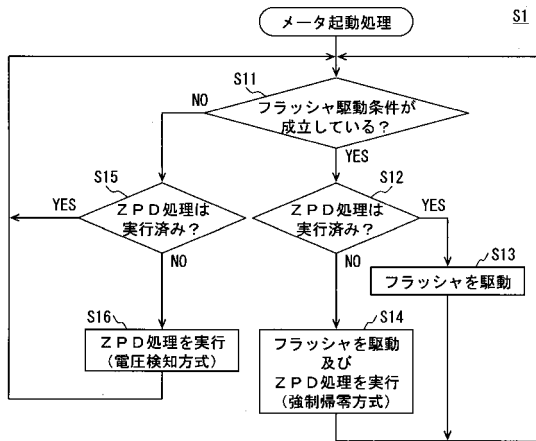 S1
メータ起動処理
S11
フラッシャ駆動条件が
成立している？
NO
YES
S15
ＺＰＤ処理は
実行済み？
YES
NO
S12
ＺＰＤ処理は
実行済み？
YES
NO
S13
フラッシャを駆動
S16
ＺＰＤ処理を実行
（電圧検知方式）
S14
フラッシャを駆動
及び
ＺＰＤ処理を実行
（強制帰零方式）